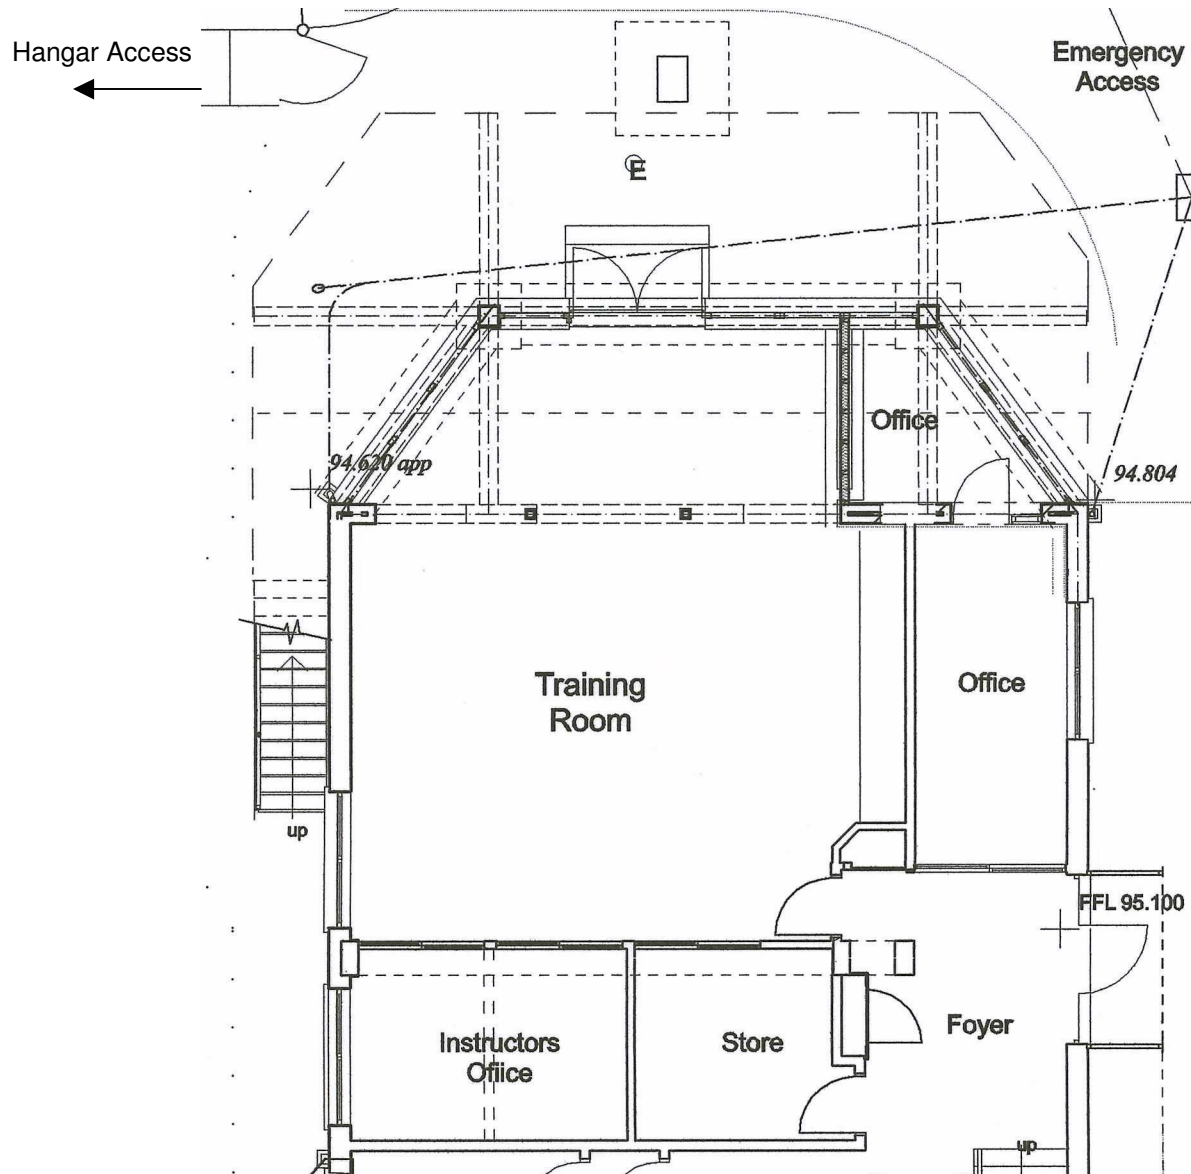 Hangar Access
Emergency
Access
E
Office
94.620 app
94.804
Training
Room
Office
up
FFL 95.100
Instructors
Ofiice
Store
Foyer
up